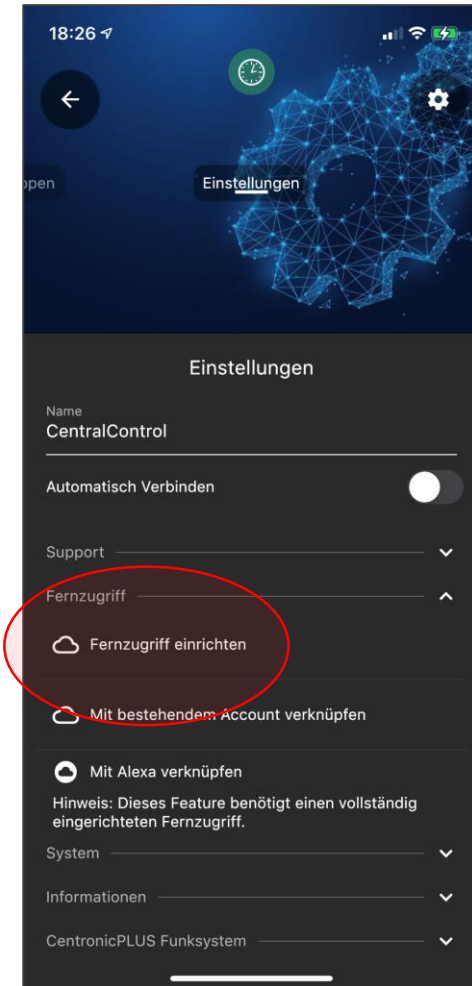 18:26
ppen
Einstellungen
Einstellungen
Name
CentralControl
Automatisch Verbinden
Support
Fernzugriff
Fernzugriff einrichten
Mit bestehendem Account verknüpfen
Mit Alexa verknüpfen
Hinweis: Dieses Feature benötigt einen vollständig
eingerichteten Fernzugriff.
System
Informationen
CentronicPLUS Funksystem